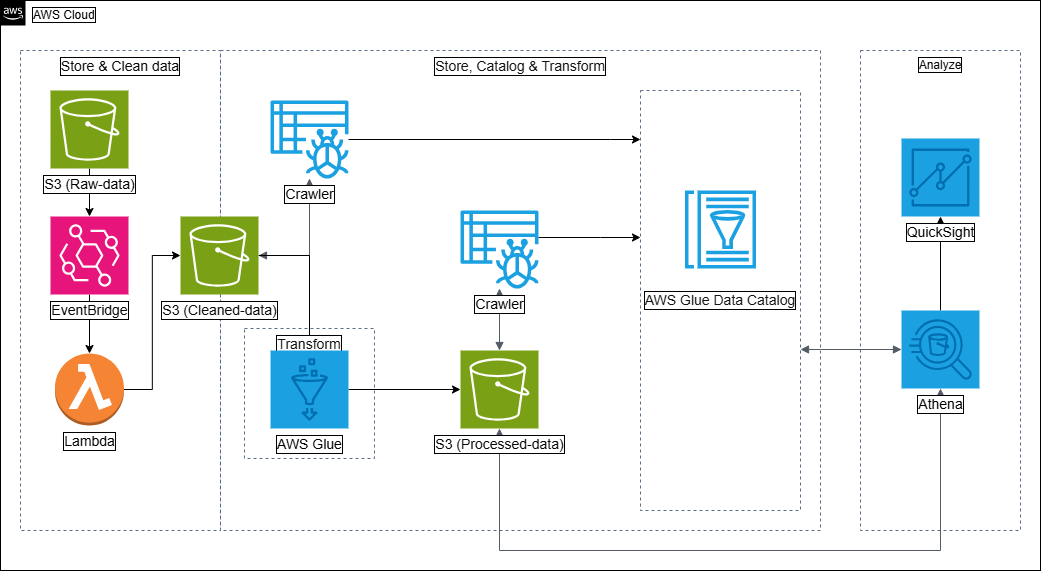 aws
AWS Cloud
Store & Clean data
Store, Catalog & Transform
Analyze
S3 (Raw-data)
Crawler
QuickSight
EventBridge
S3 (Cleaned-data)
Crawler
AWS Glue Data Catalog
Transform
Lambda
AWS Glue
S3 (Processed-data)
Athena